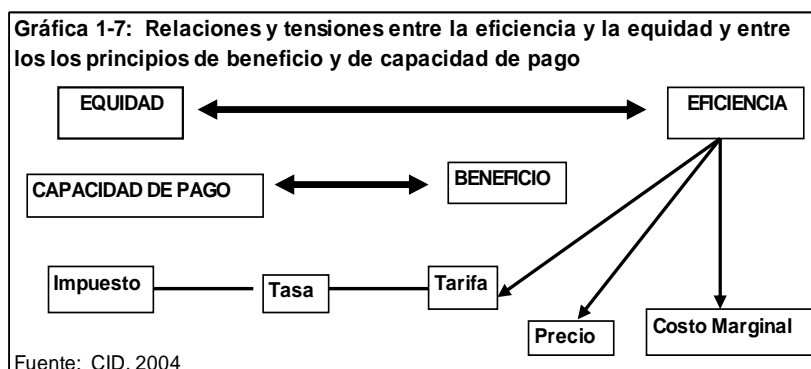 Gráfica 1-7: Relaciones y tensiones entre la eficiencia y la equidad y entre
los los principios de beneficio y de capacidad de pago
EQUIDAD
EFICIENCIA
CAPACIDAD DE PAGO
BENEFICIO
Impuesto
Tasa
Tarifa
Precio
Costo Marginal
Fuente: CID, 2004